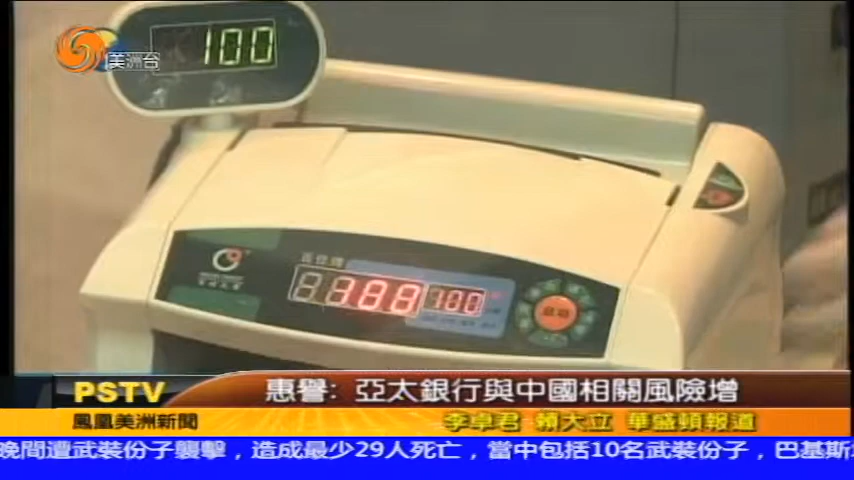 100
美洲台
100
PSTV
惠譽: 亞太銀行與中國相關風險增
鳳凰美洲新聞
李卓君 賴大立 華盛頓報道
晚間遭武裝份子襲擊，造成最少29人死亡，當中包括10名武裝份子，巴基斯